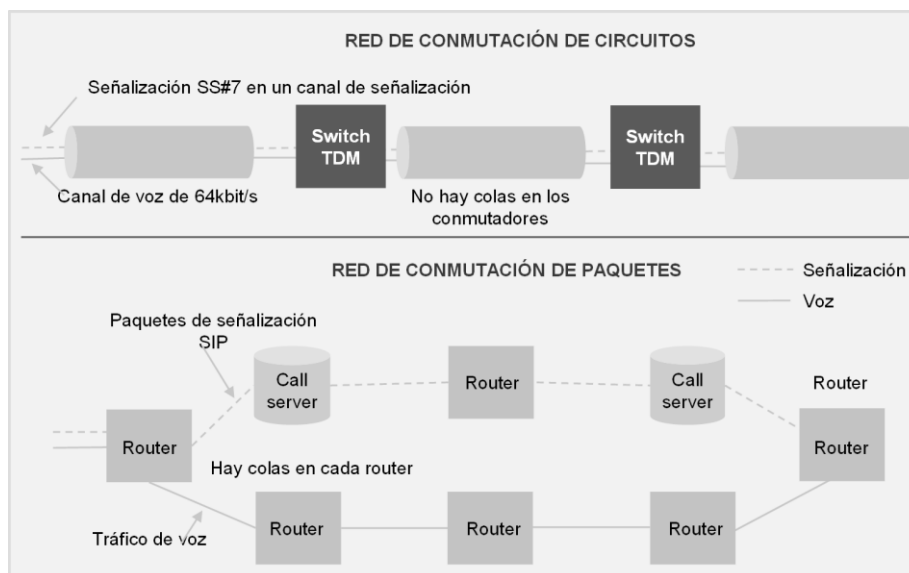 RED DE CONMUTACIÓN DE CIRCUITOS
Señalización SS#7 en un canal de señalización
Switch
TDM
Switch
TDM
Canal de voz de 64kbit/s
No hay colas en los
conmutadores
RED DE CONMUTACIÓN DE PAQUETES
Señalización
Voz
Paquetes de señalización
SIP
Call
server
Router
Call
server
Router
Router
Router
Hay colas en cada router
Router
Router
Router
Tráfico de voz